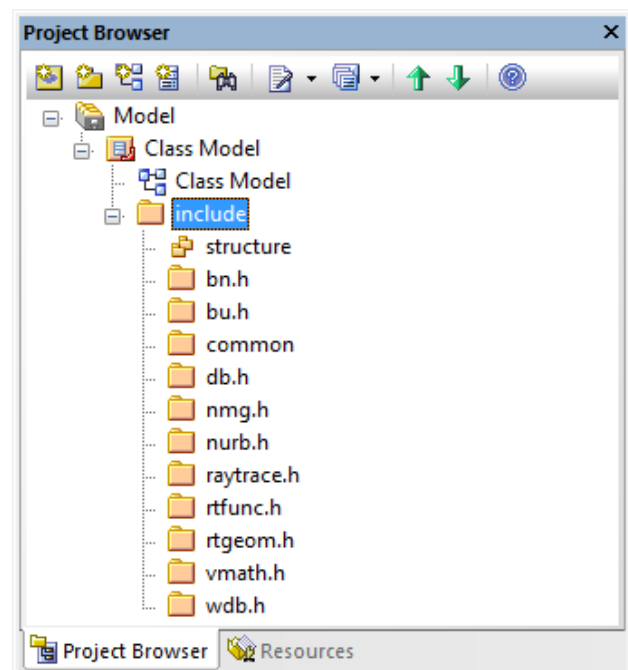 Project Browser
Model
Class Model
Class Model
include
structure
bn.h
bu.h
common
db.h
nmg.h
nurb.h
raytrace.h
rtfunc.h
rtgeom.h
vmath.h
wdb.h
Project Browser Resources